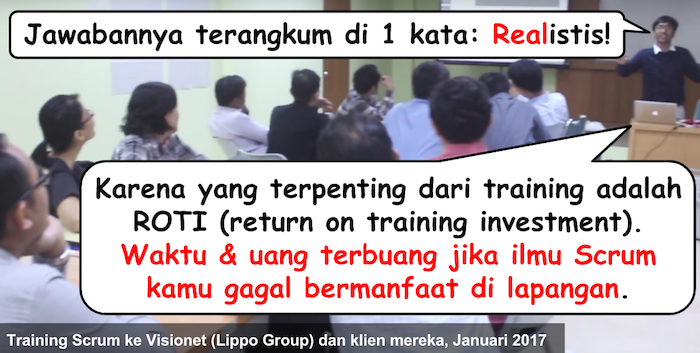 Jawabannya terangkum di 1 kata: Realistis!
Karena yang terpenting dari training adalah
ROTI (return on training investment).
Waktu & uang terbuang jika ilmu Scrum
kamu gagal bermanfaat di lapangan.
Training Scrum ke Visionet (Lippo Group) dan klien mereka, Januari 2017